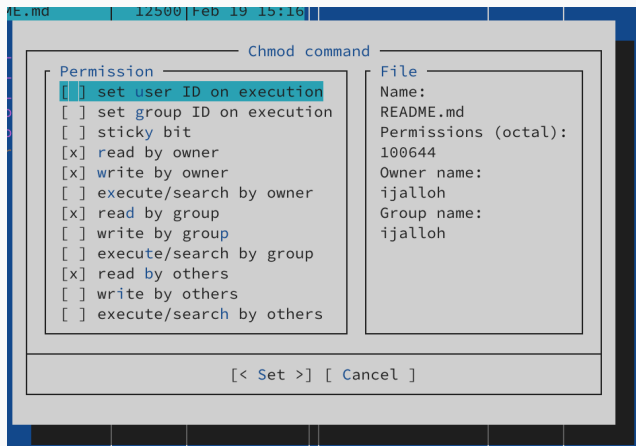 ME.md 12500 Feb 19 15:16
Chmod command
Permission
[ ] set user ID on execution
[ ] set group ID on execution
[ ] sticky bit
[x] read by owner
[x] write by owner
[ ] execute/search by owner
[x] read by group
[ ] write by group
[ ] execute/search by group
[x] read by others
[ ] write by others
[ ] execute/search by others
File
Name:
README.md
Permissions (octal):
100644
Owner name:
ijalloh
Group name:
ijalloh
[< Set >] [ Cancel ]